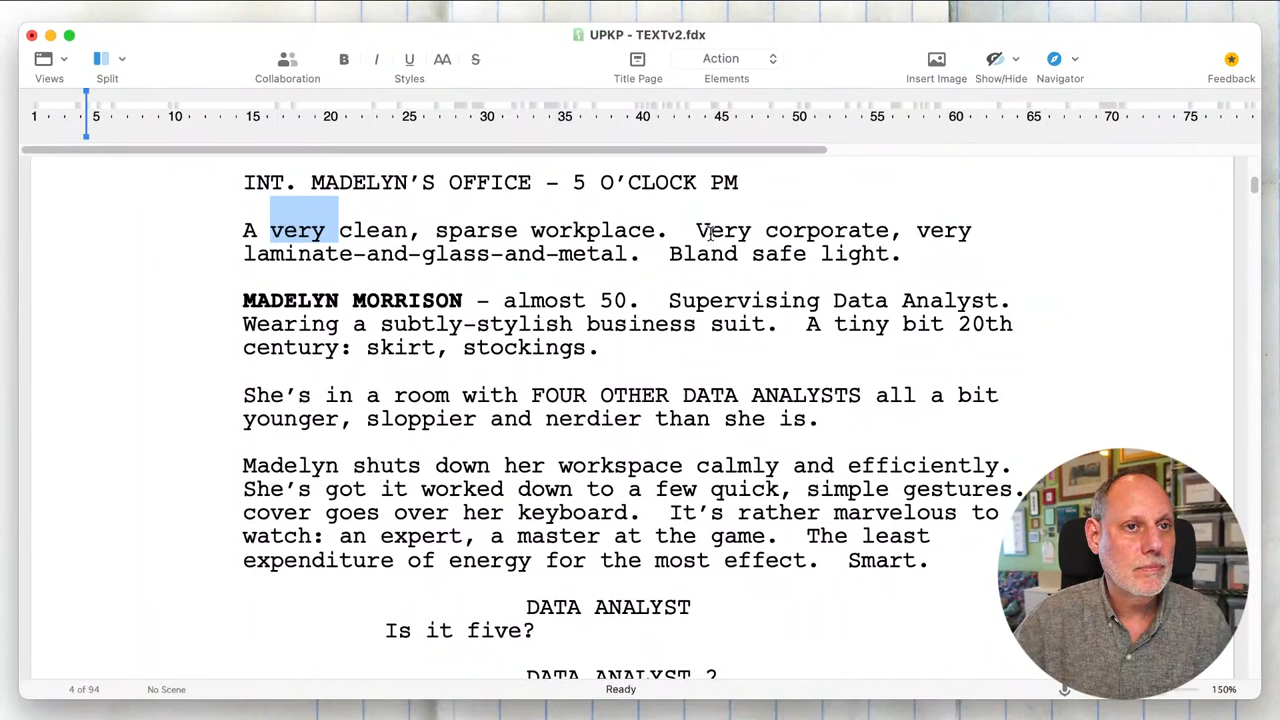 UPKP - TEXTv2.fdx
Views
Split
Collaboration
B I U AA S
Styles
Title Page
Action
Elements
Insert Image
Show/Hide
Navigator
Feedback
1 5 10 15 20 25 30 35 40 45 50 55 60 65 70 75
INT. MADELYN’S OFFICE – 5 O’CLOCK PM
A very clean, sparse workplace.  Very corporate, very
laminate-and-glass-and-metal.  Bland safe light.
MADELYN MORRISON – almost 50.  Supervising Data Analyst.
Wearing a subtly-stylish business suit.  A tiny bit 20th
century: skirt, stockings.
She’s in a room with FOUR OTHER DATA ANALYSTS all a bit
younger, sloppier and nerdier than she is.
Madelyn shuts down her workspace calmly and efficiently.
She’s got it worked down to a few quick, simple gestures.
cover goes over her keyboard.  It’s rather marvelous to
watch: an expert, a master at the game.  The least
expenditure of energy for the most effect.  Smart.
DATA ANALYST
Is it five?
DATA ANALYST 2
4 of 94
No Scene
Ready
150%